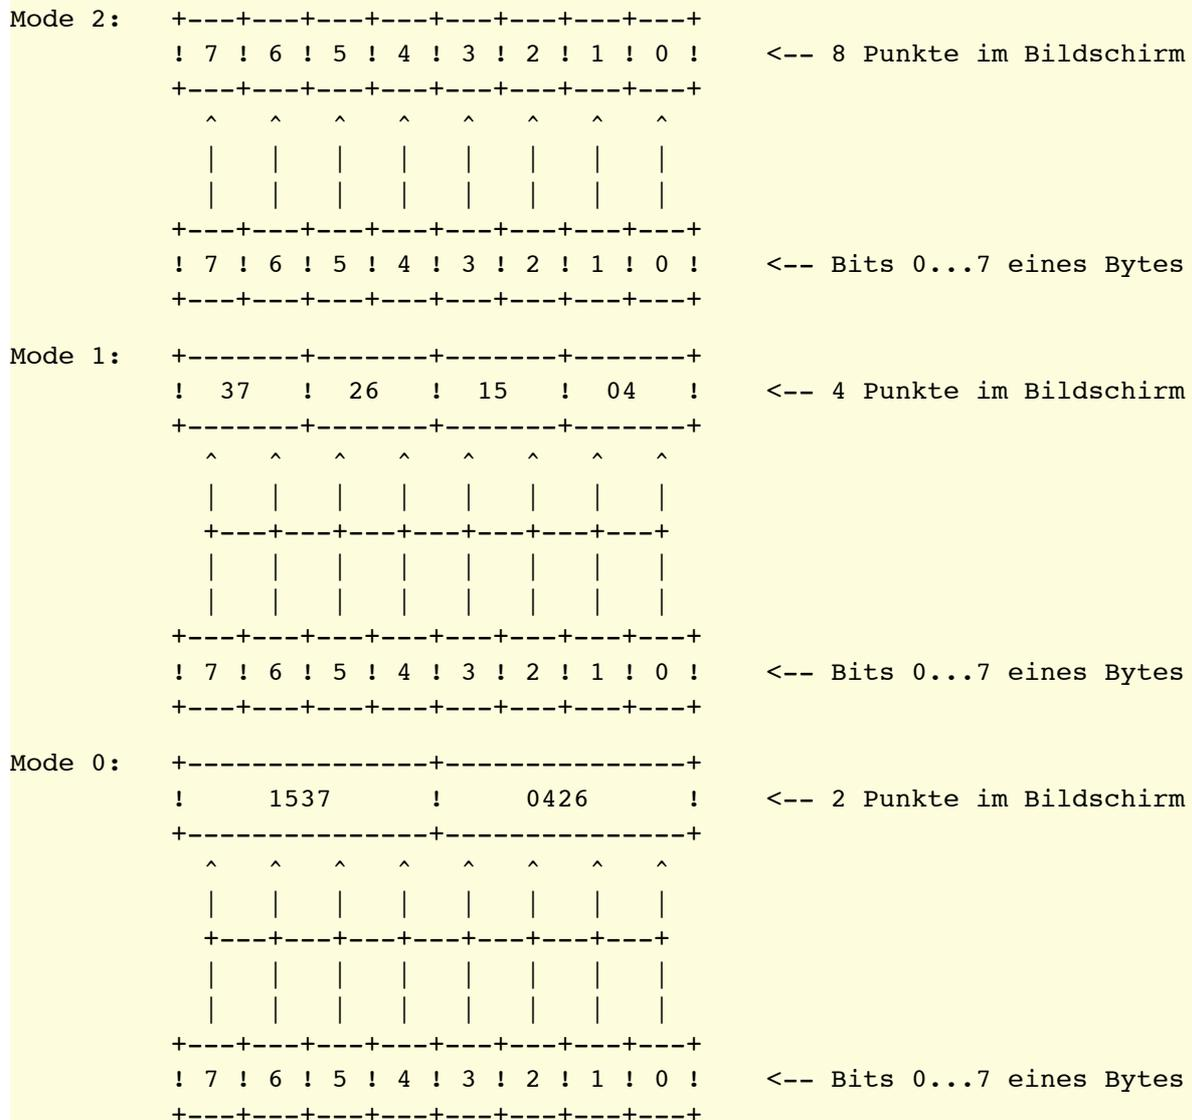 Mode 2:   +---+---+---+---+---+---+---+---+
          ! 7 ! 6 ! 5 ! 4 ! 3 ! 2 ! 1 ! 0 !    <-- 8 Punkte im Bildschirm
          +---+---+---+---+---+---+---+---+
            ^   ^   ^   ^   ^   ^   ^   ^
            |   |   |   |   |   |   |   |
            |   |   |   |   |   |   |   |
          +---+---+---+---+---+---+---+---+
          ! 7 ! 6 ! 5 ! 4 ! 3 ! 2 ! 1 ! 0 !    <-- Bits 0...7 eines Bytes
          +---+---+---+---+---+---+---+---+
Mode 1:   +-------+-------+-------+-------+
          !  37   !  26   !  15   !  04   !    <-- 4 Punkte im Bildschirm
          +-------+-------+-------+-------+
            ^   ^   ^   ^   ^   ^   ^   ^
            |   |   |   |   |   |   |   |
            +---+---+---+---+---+---+---+
            |   |   |   |   |   |   |   |
            |   |   |   |   |   |   |   |
          +---+---+---+---+---+---+---+---+
          ! 7 ! 6 ! 5 ! 4 ! 3 ! 2 ! 1 ! 0 !    <-- Bits 0...7 eines Bytes
          +---+---+---+---+---+---+---+---+
Mode 0:   +---------------+---------------+
          !     1537      !     0426      !    <-- 2 Punkte im Bildschirm
          +---------------+---------------+
            ^   ^   ^   ^   ^   ^   ^   ^
            |   |   |   |   |   |   |   |
            +---+---+---+---+---+---+---+
            |   |   |   |   |   |   |   |
            |   |   |   |   |   |   |   |
          +---+---+---+---+---+---+---+---+
          ! 7 ! 6 ! 5 ! 4 ! 3 ! 2 ! 1 ! 0 !    <-- Bits 0...7 eines Bytes
          +---+---+---+---+---+---+---+---+